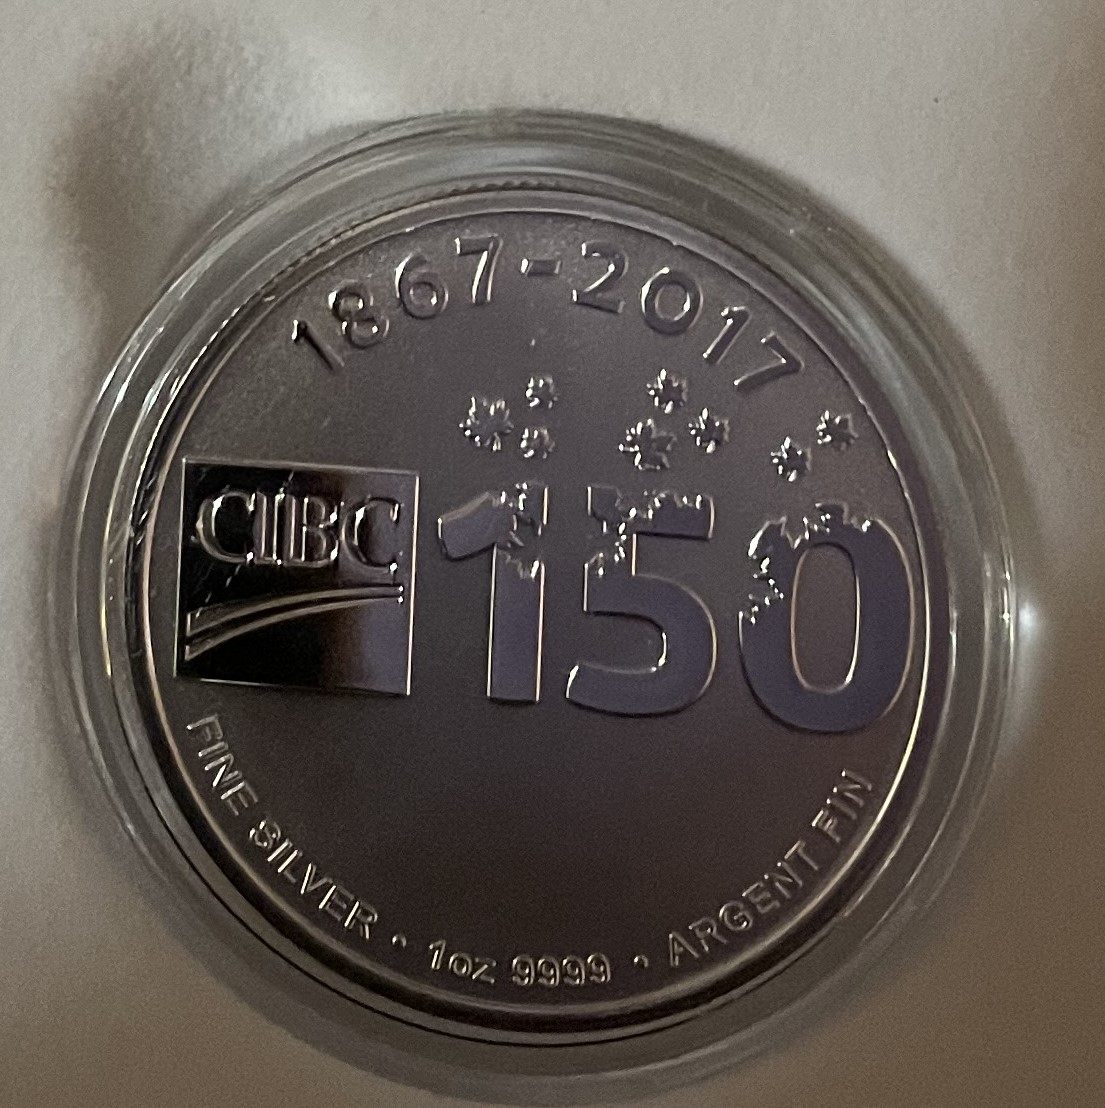 1867-2017
CIBC
150
FINE SILVER • 1oz 9999 • ARGENT FIN